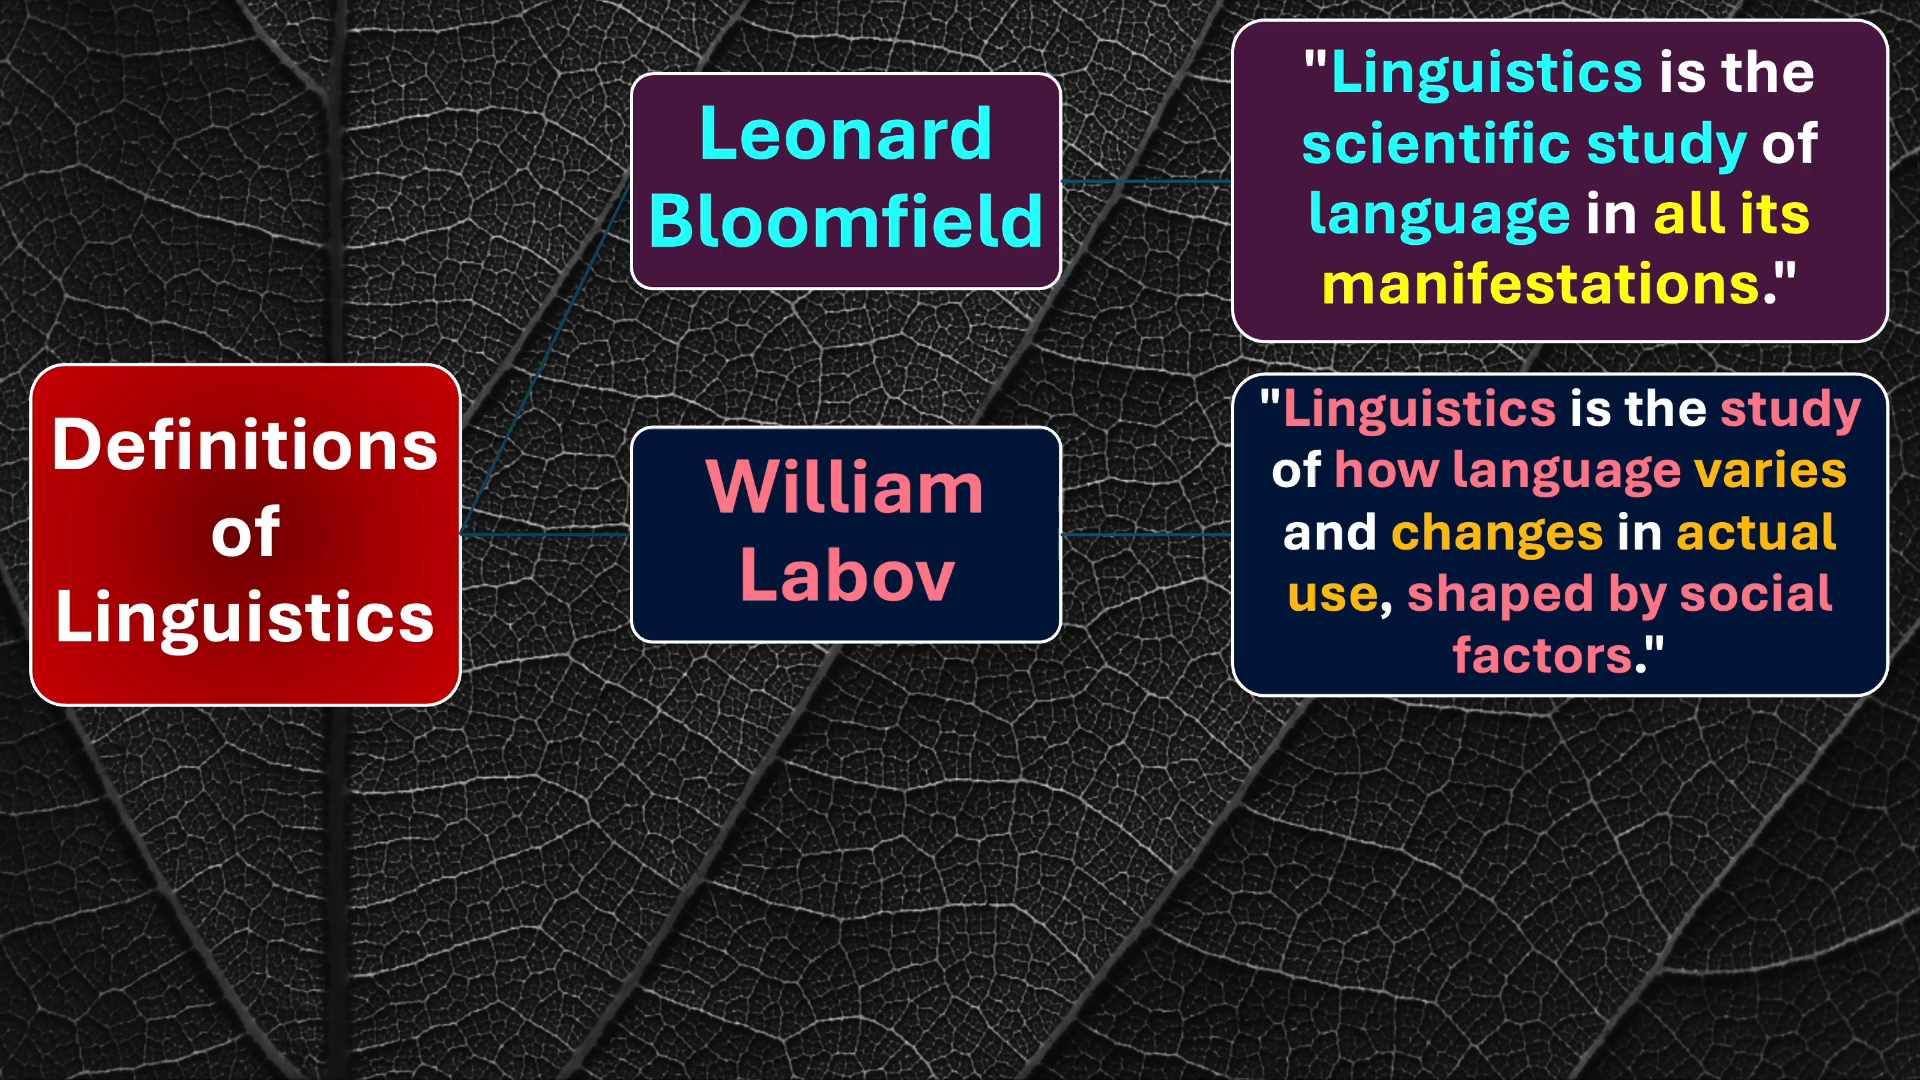 Definitions
of
Linguistics
Leonard
Bloomfield
"Linguistics is the
scientific study of
language in all its
manifestations."
William
Labov
"Linguistics is the study
of how language varies
and changes in actual
use, shaped by social
factors."